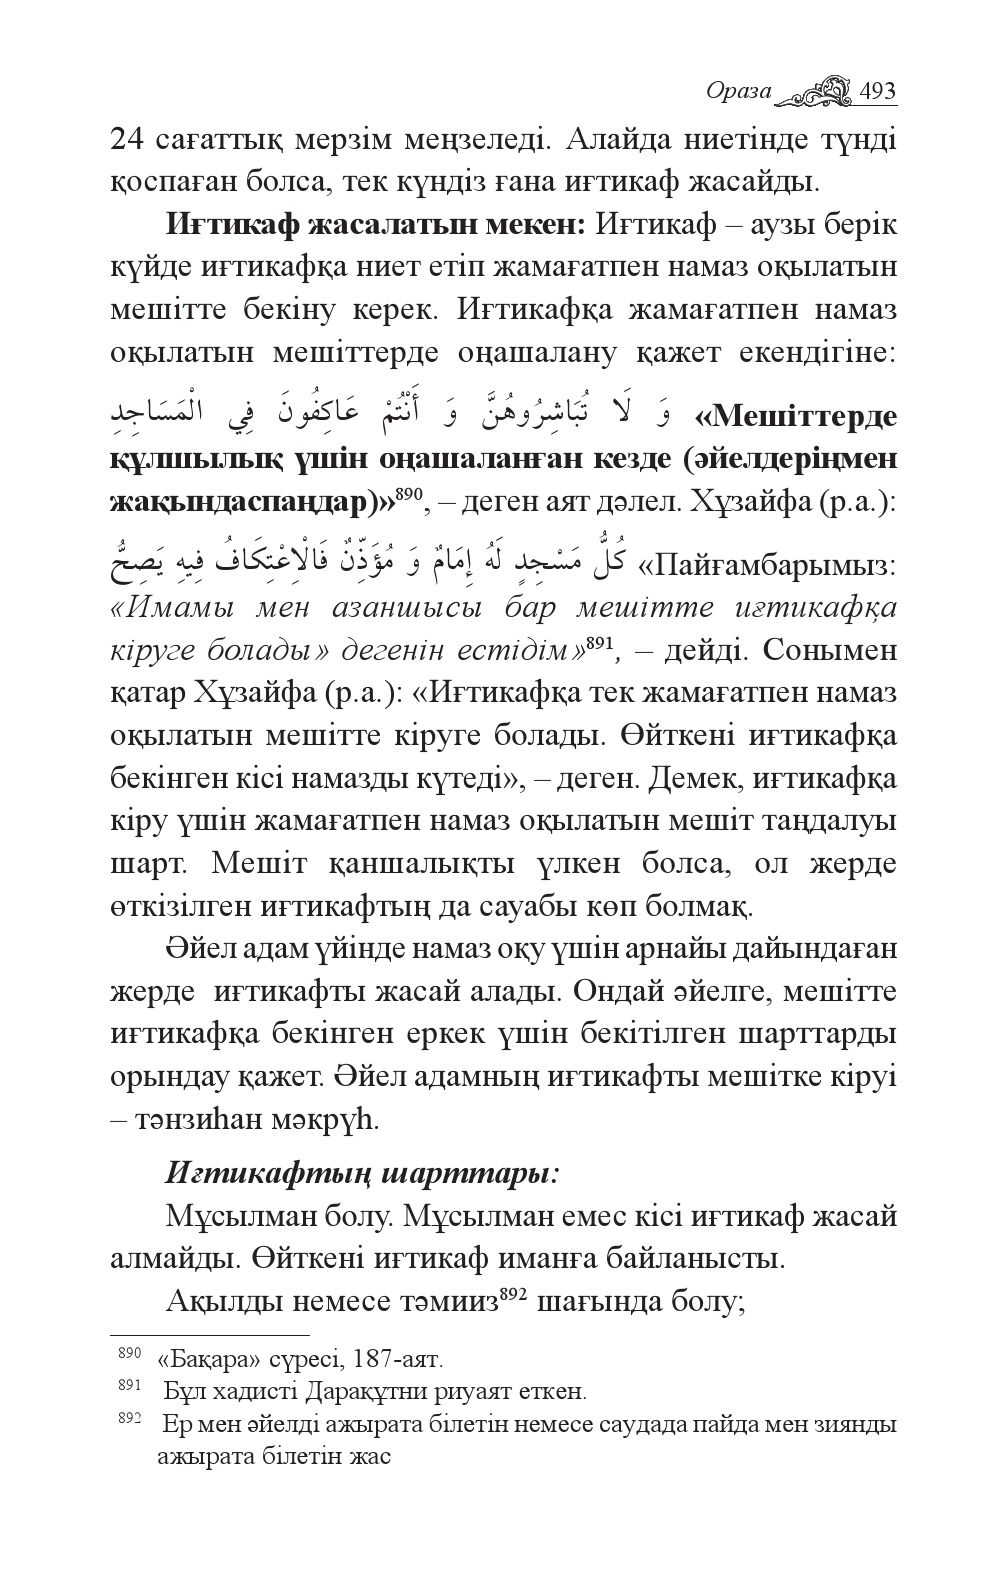 Ораза 493
24 сағаттық мерзім меңзеледі. Алайда ниетінде түнді
қоспаған болса, тек күндіз ғана иғтикаф жасайды.
Иғтикаф жасалатын мекен: Иғтикаф – аузы берік
күйде иғтикафқа ниет етіп жамағатпен намаз оқылатын
мешітте бекіну керек. Иғтикафқа жамағатпен намаз
оқылатын мешіттерде оңашалану қажет екендігіне:
وَ لَا تُبَاشِرُوهُنَّ وَ أَنْتُمْ عَاكِفُونَ فِي الْمَسَاجِدِ «Мешіттерде
құлшылық үшін оңашаланған кезде (әйелдеріңмен
жақындаспаңдар)»⁸⁹⁰, – деген аят дәлел. Хұзайфа (р.а.):
كُلُّ مَسْجِدٍ لَهُ إِمَامٌ وَ مُؤَذِّنٌ فَالْاِعْتِكَافُ فِيهِ يَصِحُّ «Пайғамбарымыз:
«Имамы мен азаншысы бар мешітте иғтикафқа
кіруге болады» дегенін естідім»⁸⁹¹, – дейді. Сонымен
қатар Хұзайфа (р.а.): «Иғтикафқа тек жамағатпен намаз
оқылатын мешітте кіруге болады. Өйткені иғтикафқа
бекінген кісі намазды күтеді», – деген. Демек, иғтикафқа
кіру үшін жамағатпен намаз оқылатын мешіт таңдалуы
шарт. Мешіт қаншалықты үлкен болса, ол жерде
өткізілген иғтикафтың да сауабы көп болмақ.
Әйел адам үйінде намаз оқу үшін арнайы дайындаған
жерде иғтикафты жасай алады. Ондай әйелге, мешітте
иғтикафқа бекінген еркек үшін бекітілген шарттарды
орындау қажет. Әйел адамның иғтикафты мешітке кіруі
– тәнзиһан мәкрүһ.
Иғтикафтың шарттары:
Мұсылман болу. Мұсылман емес кісі иғтикаф жасай
алмайды. Өйткені иғтикаф иманға байланысты.
Ақылды немесе тәмииз⁸⁹² шағында болу;
⁸⁹⁰ «Бақара» сүресі, 187-аят.
⁸⁹¹ Бұл хадисті Дарақұтни риуаят еткен.
⁸⁹² Ер мен әйелді ажырата білетін немесе саудада пайда мен зиянды
ажырата білетін жас